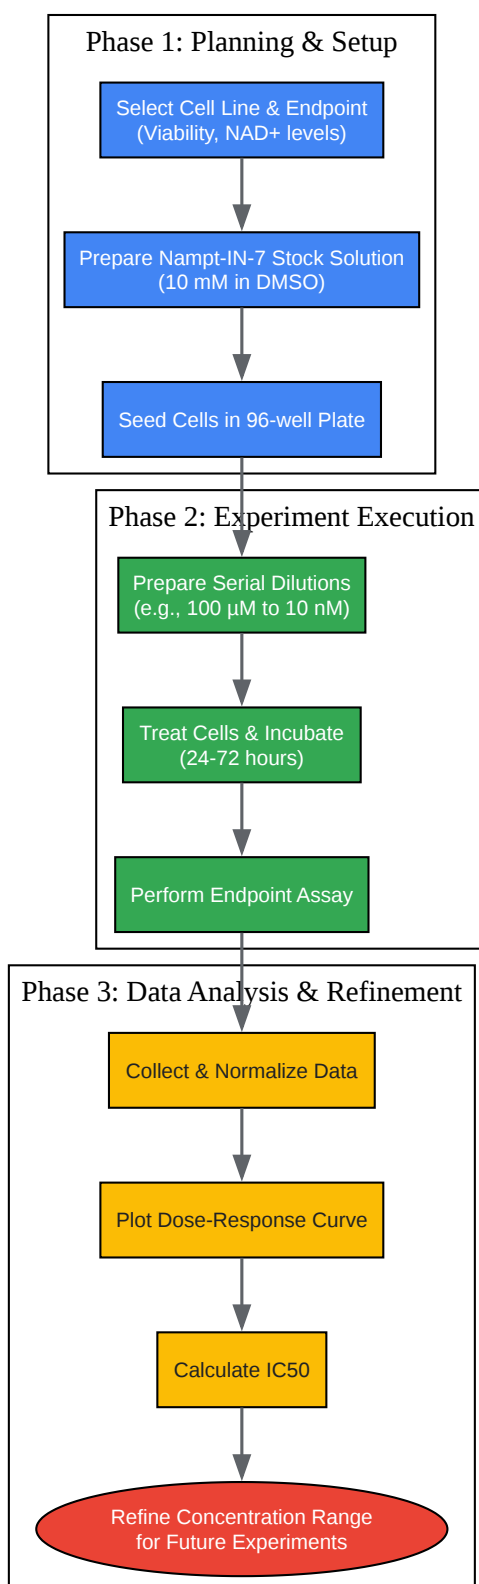 Phase 1: Planning & Setup
Select Cell Line & Endpoint
(Viability, NAD+ levels)
Prepare Nampt-IN-7 Stock Solution
(10 mM in DMSO)
Seed Cells in 96-well Plate
Phase 2: Experiment Execution
Prepare Serial Dilutions
(e.g., 100 µM to 10 nM)
Treat Cells & Incubate
(24-72 hours)
Perform Endpoint Assay
Phase 3: Data Analysis & Refinement
Collect & Normalize Data
Plot Dose-Response Curve
Calculate IC50
Refine Concentration Range
for Future Experiments